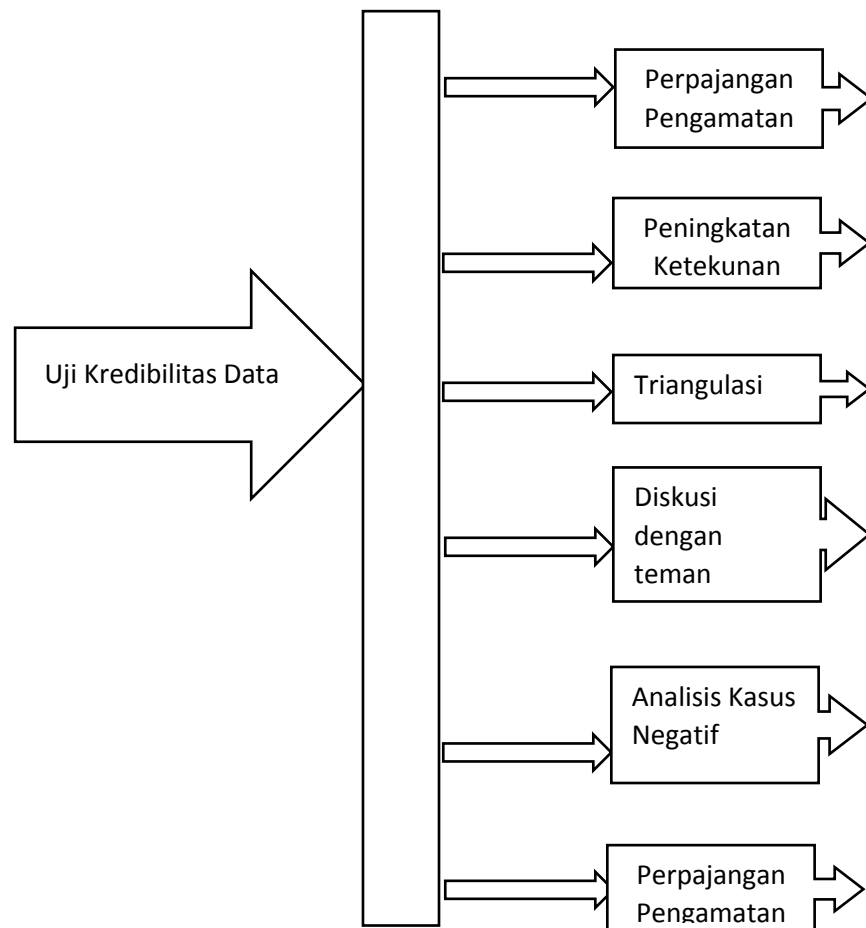 Perpajangan
Pengamatan
Peningkatan
Ketekunan
Uji Kredibilitas Data
Triangulasi
Diskusi
dengan
teman
Analisis Kasus
Negatif
Perpajangan
Pengamatan